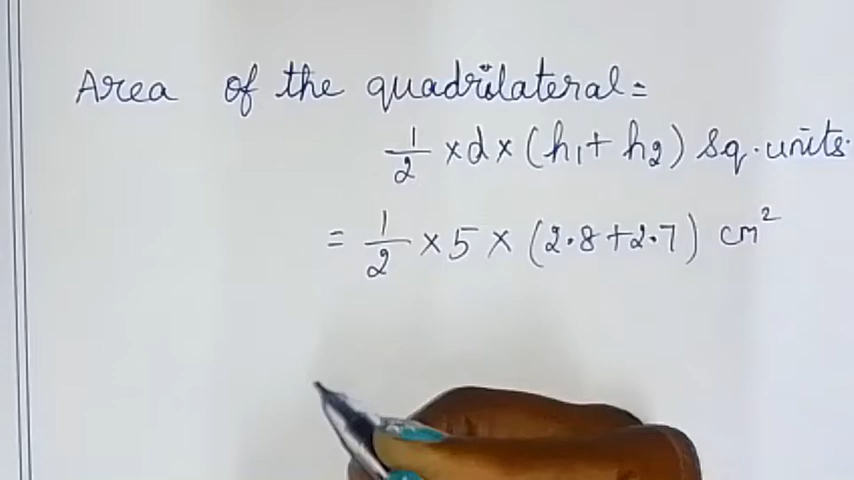 Area of the quadrilateral =
1/2 × d × (h₁ + h₂) sq. units.
= 1/2 × 5 × (2.8 + 2.7) cm²